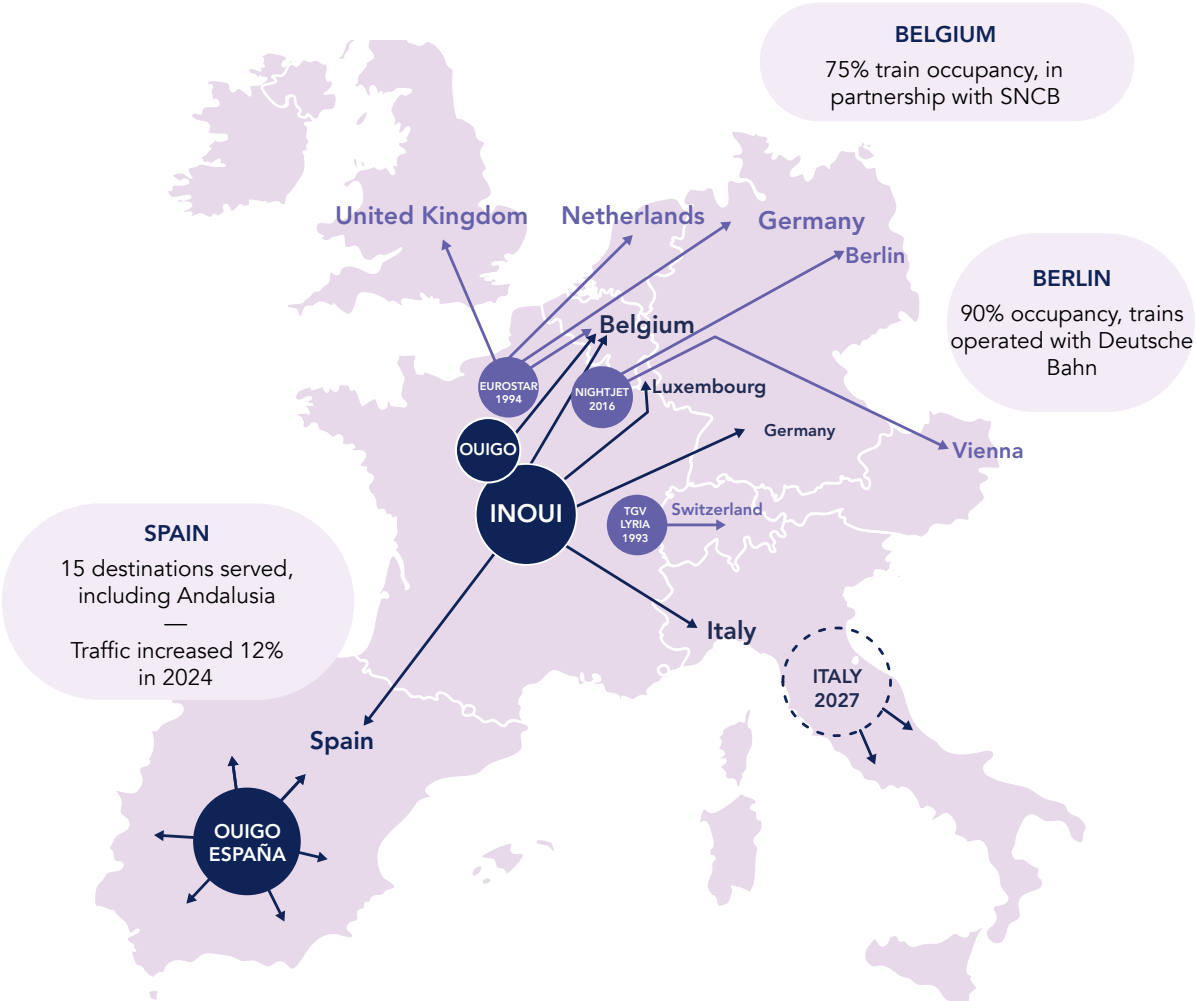 BELGIUM
75% train occupancy, in
partnership with SNCB
United Kingdom
Netherlands
Germany
Berlin
BERLIN
90% occupancy, trains
operated with Deutsche
Bahn
Belgium
EUROSTAR
1994
NIGHTJET
2016
Luxembourg
Germany
Vienna
OUIGO
INOUI
TGV
LYRIA
1993
Switzerland
SPAIN
15 destinations served,
including Andalusia
—
Traffic increased 12%
in 2024
Italy
ITALY
2027
Spain
OUIGO
ESPAÑA